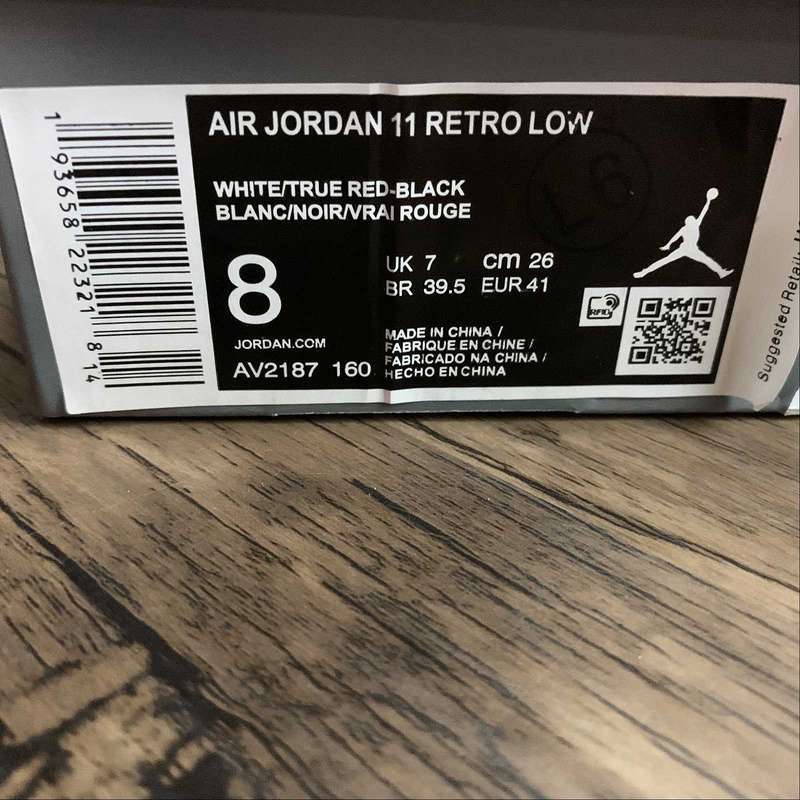 AIR JORDAN 11 RETRO LOW
WHITE/TRUE RED-BLACK
BLANC/NOIR/VRAI ROUGE
8
UK 7 cm 26
BR 39.5 EUR 41
JORDAN.COM
AV2187 160
MADE IN CHINA /
FABRIQUE EN CHINE /
FABRICADO NA CHINA /
HECHO EN CHINA
RFID
L6
1 93658 22321 8 14
Suggested Retail